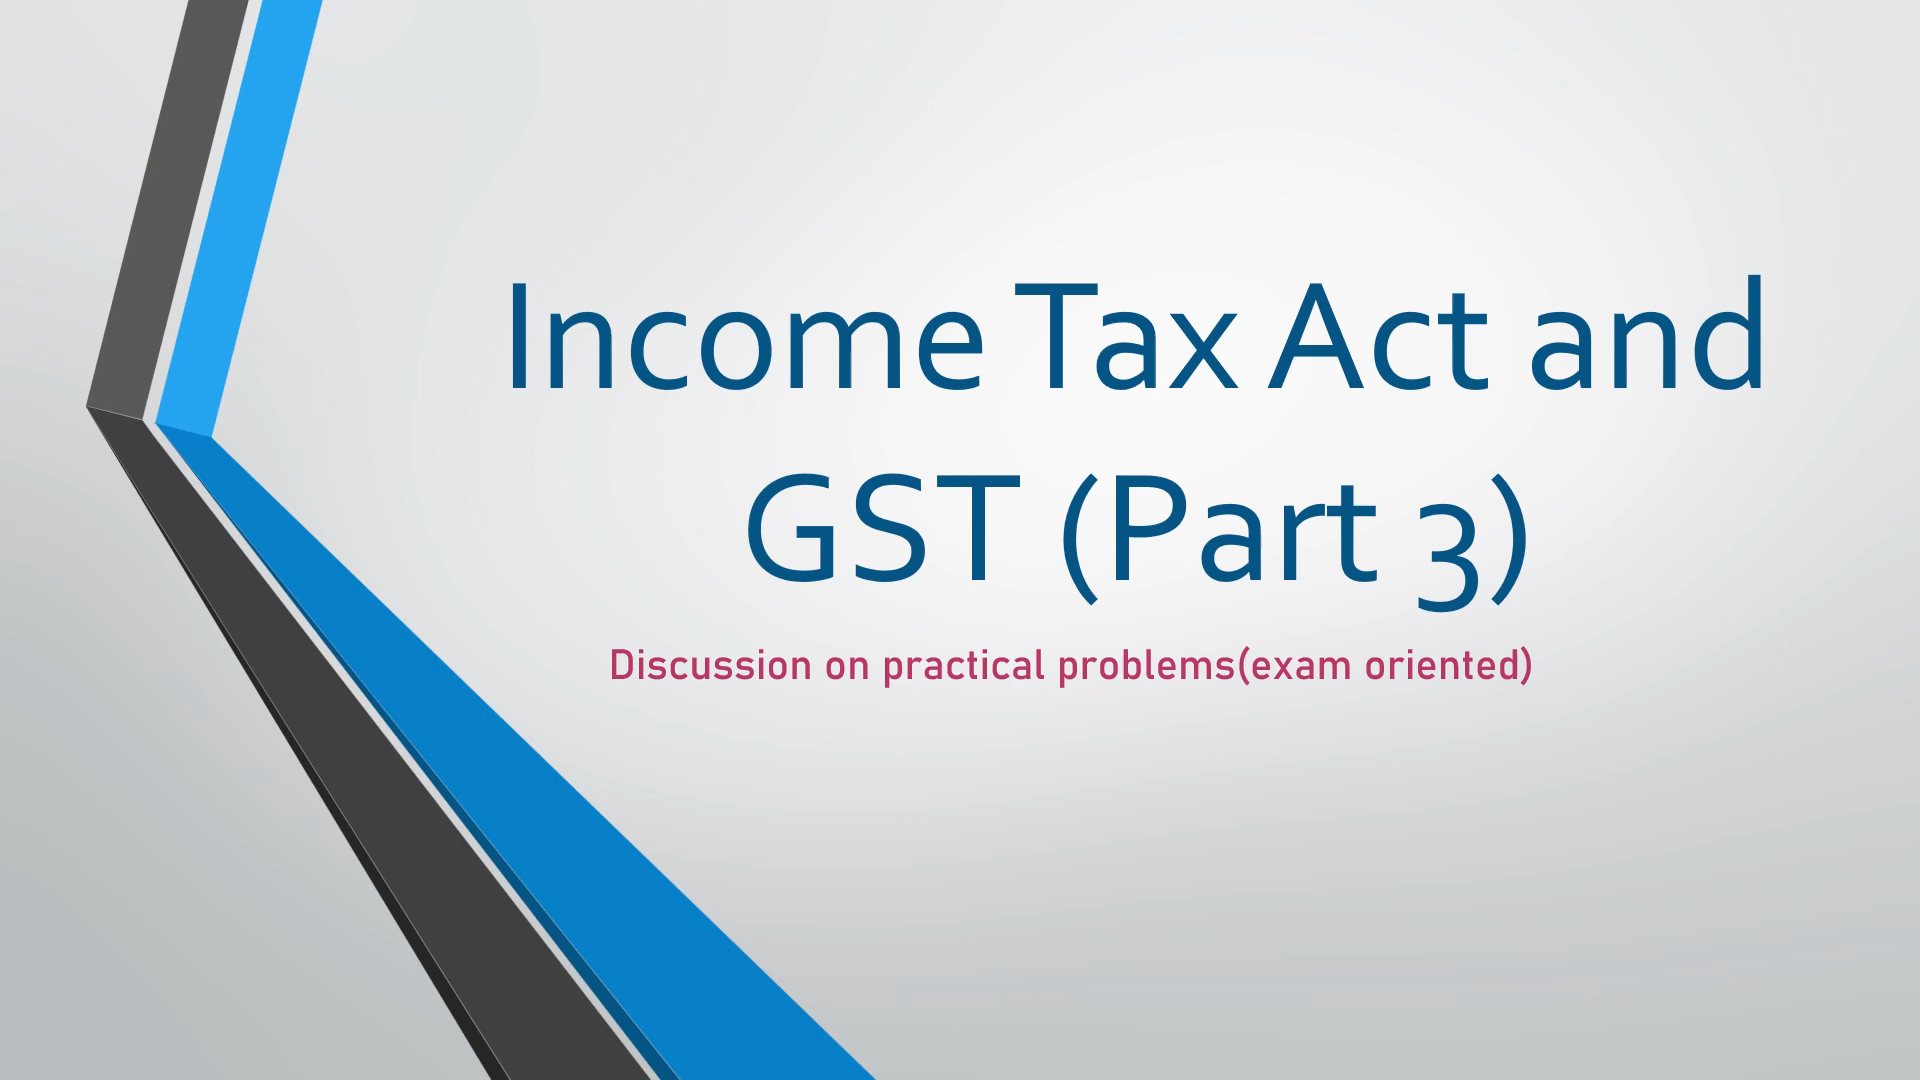 Income Tax Act and
GST (Part 3)
Discussion on practical problems(exam oriented)